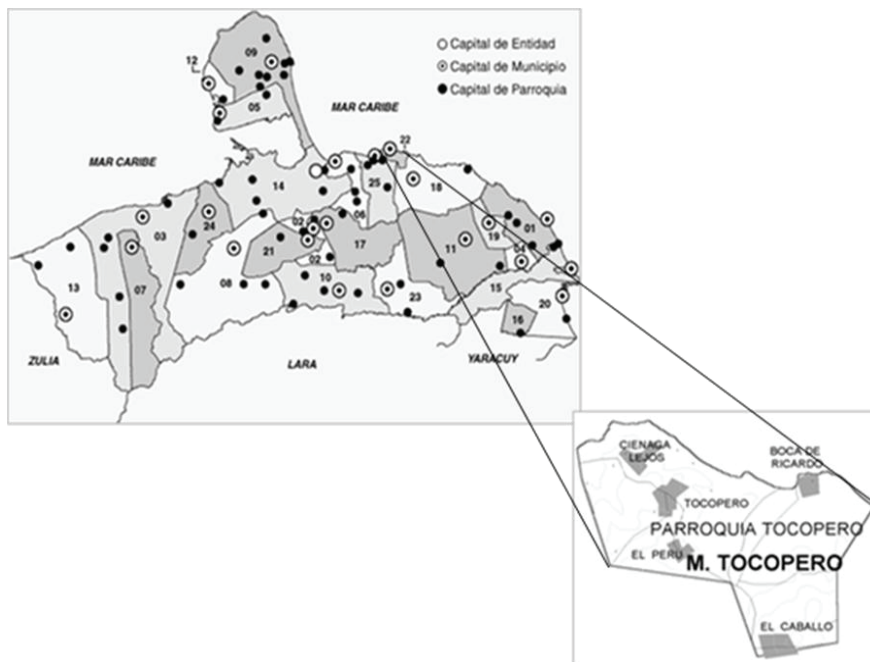 Capital de Entidad
Capital de Municipio
Capital de Parroquia
12
09
05
MAR CARIBE
22
MAR CARIBE
14
25
18
06
24
02
19
01
03
21
17
11
04
02
13
07
08
10
23
15
20
16
ZULIA
LARA
YARACUY
CIENAGA
LEJOS
BOCA DE
RICARDO
TOCOPERO
PARROQUIA TOCOPERO
EL PERU
M. TOCOPERO
EL CABALLO